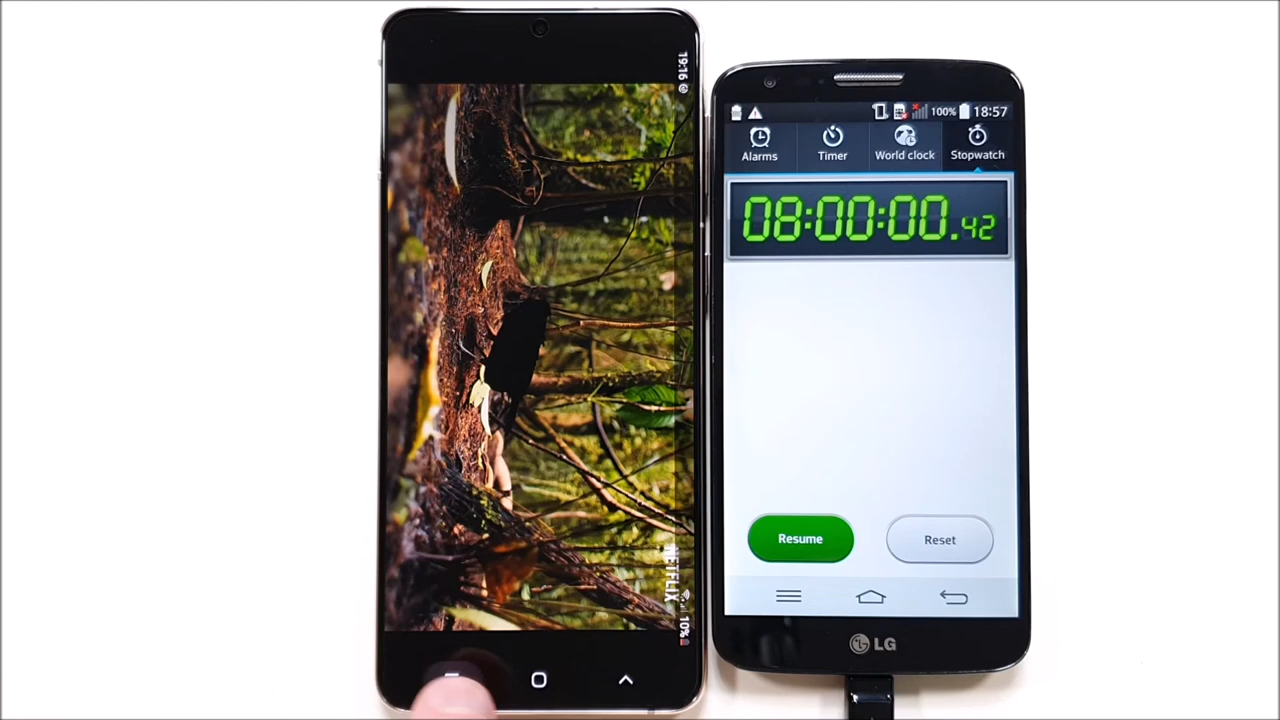 19:16
NETFLIX
10%
100% 18:57
Alarms Timer World clock Stopwatch
08:00:00.42
Resume Reset
LG